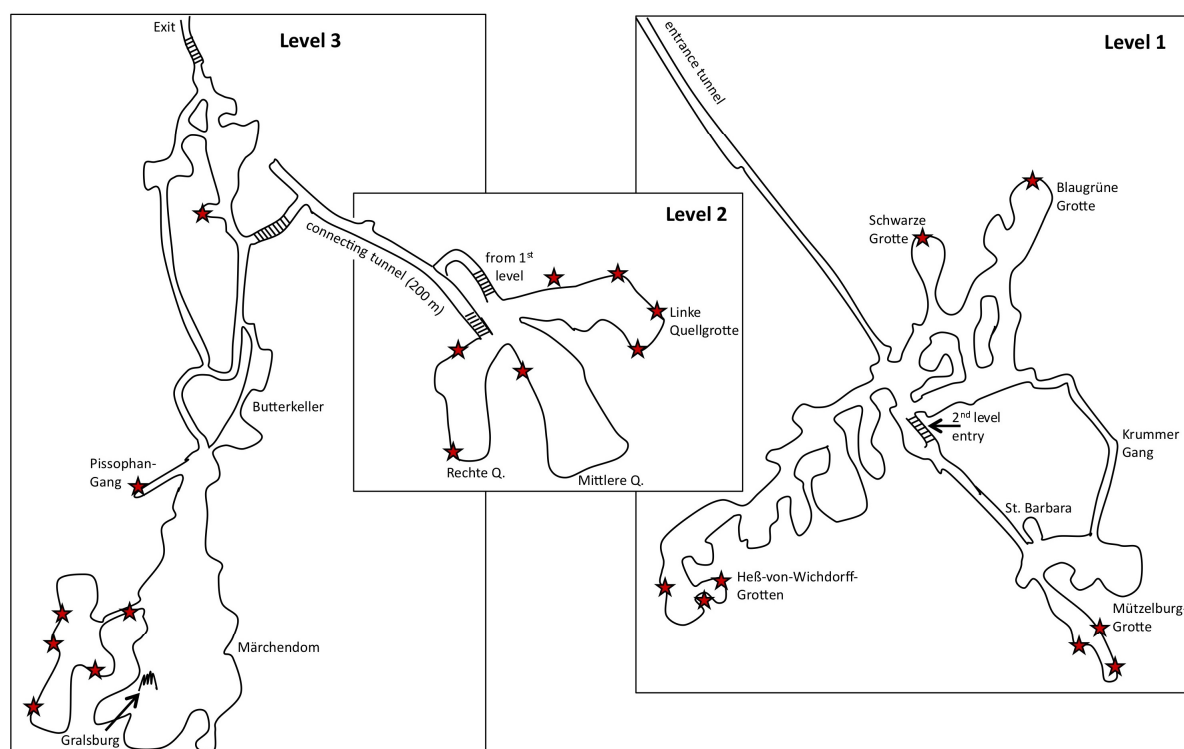 Exit
Level 3
Butterkeller
Pissophan-
Gang
Märchendom
Gralsburg
connecting tunnel (200 m)
Level 2
from 1st
level
Linke
Quellgrotte
Rechte Q.
Mittlere Q.
Level 1
entrance tunnel
Blaugrüne
Grotte
Schwarze
Grotte
2nd level
entry
Krummer
Gang
St. Barbara
Heß-von-Wichdorff-
Grotten
Mützelburg-
Grotte